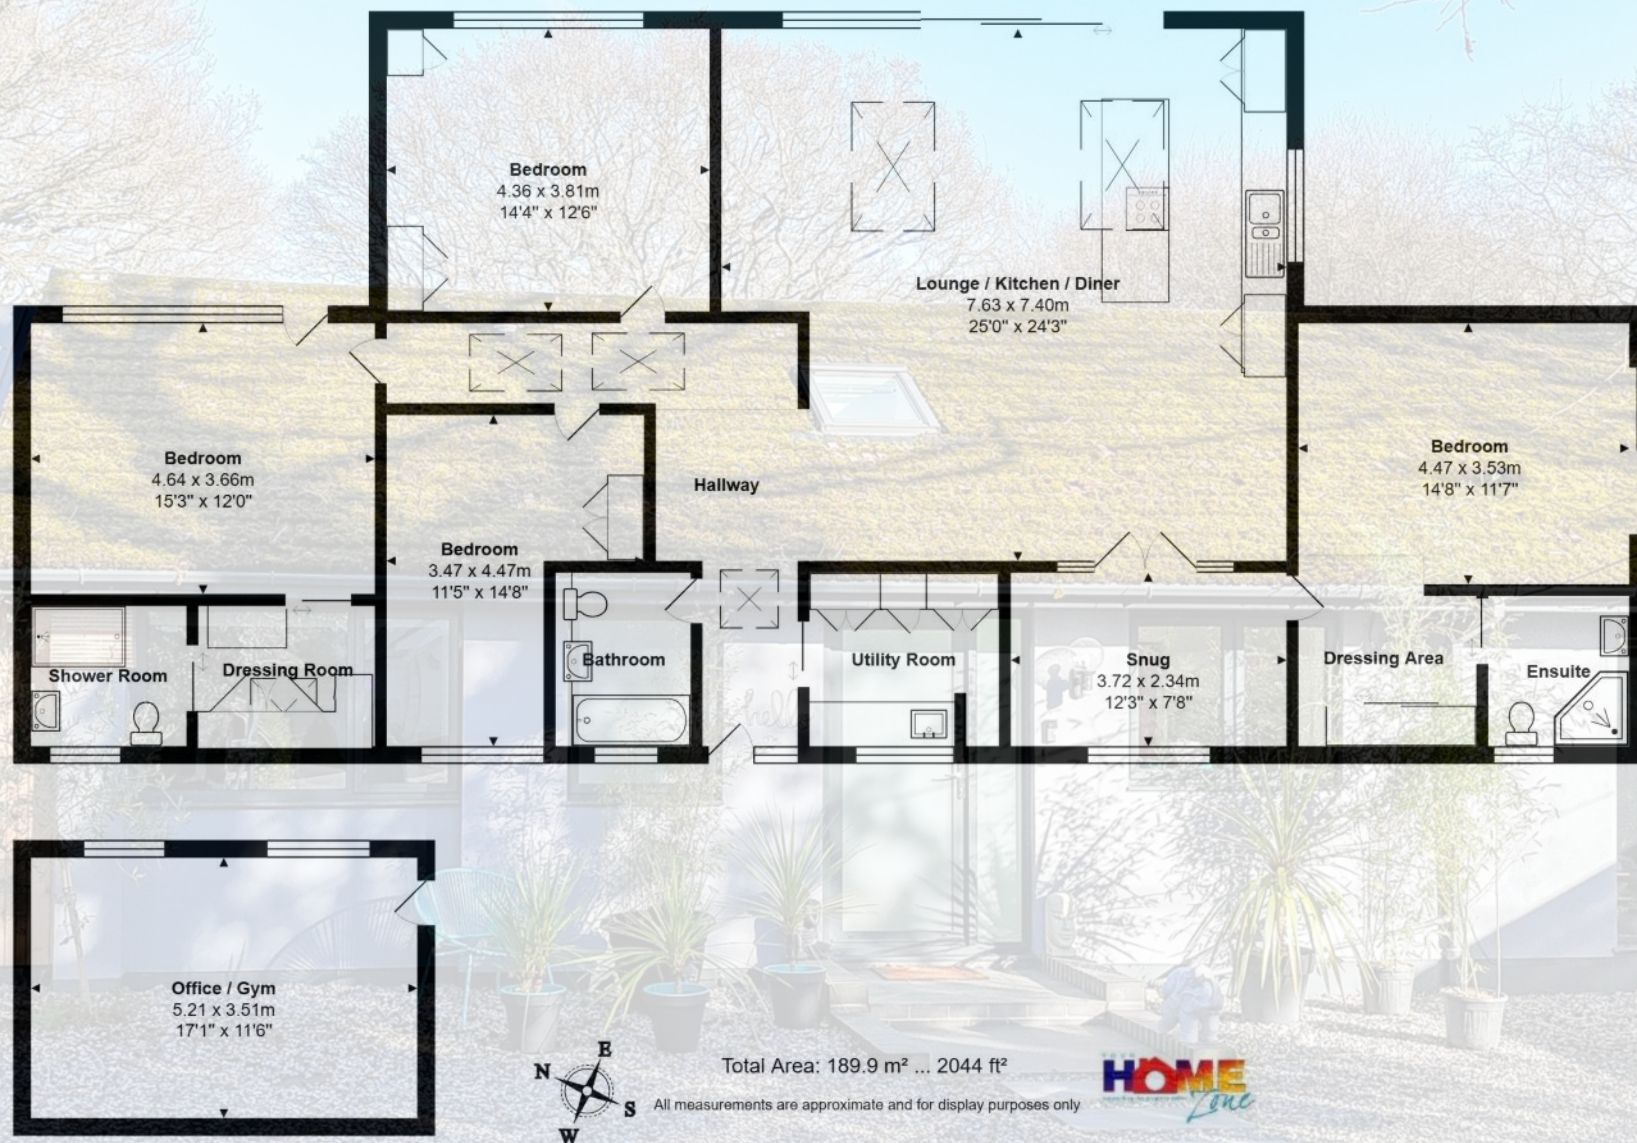 Bedroom
4.36 x 3.81m
14'4" x 12'6"
Lounge / Kitchen / Diner
7.63 x 7.40m
25'0" x 24'3"
Bedroom
4.64 x 3.66m
15'3" x 12'0"
Bedroom
4.47 x 3.53m
14'8" x 11'7"
Hallway
Bedroom
3.47 x 4.47m
11'5" x 14'8"
Shower Room
Dressing Room
Bathroom
Utility Room
Snug
3.72 x 2.34m
12'3" x 7'8"
Dressing Area
Ensuite
hello
Office / Gym
5.21 x 3.51m
17'1" x 11'6"
E
N
S
W
Total Area: 189.9 m² ... 2044 ft²
All measurements are approximate and for display purposes only
HOME
Zone